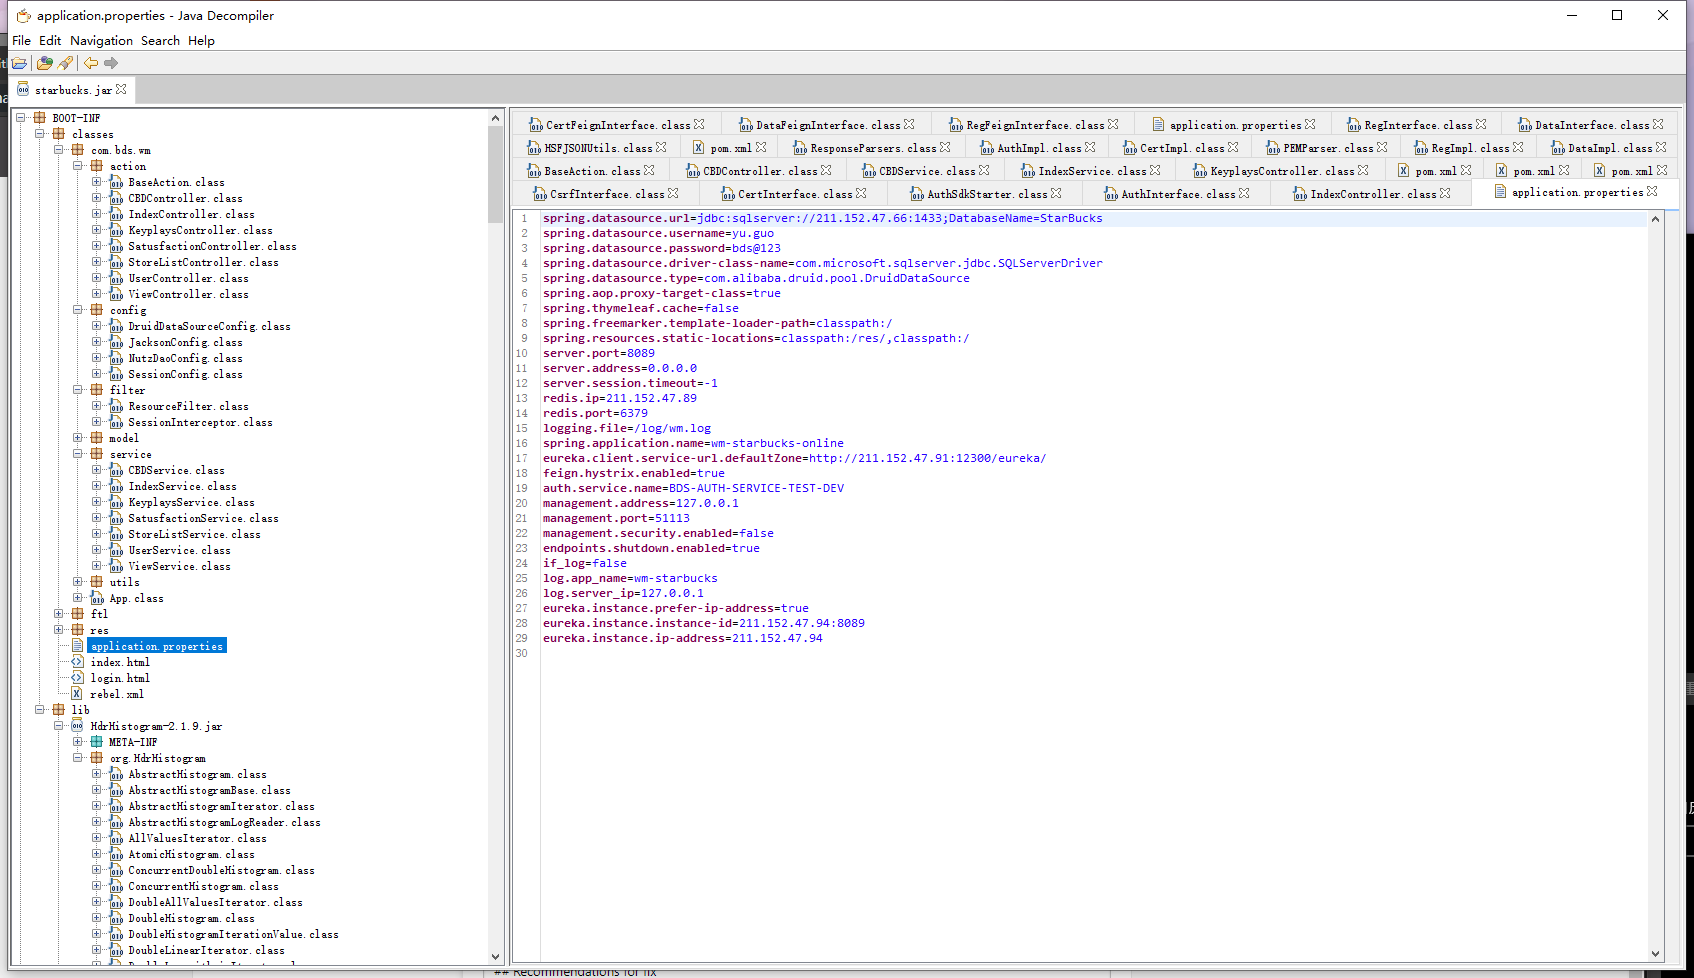 application.properties - Java Decompiler
File Edit Navigation Search Help
starbucks.jar
BOOT-INF
classes
com.bds.wm
action
BaseAction.class
CBDController.class
IndexController.class
KeyplaysController.class
SatusfactionController.class
StoreListController.class
UserController.class
ViewController.class
config
DruidDataSourceConfig.class
JacksonConfig.class
NutzDaoConfig.class
SessionConfig.class
filter
ResourceFilter.class
SessionInterceptor.class
model
service
CBDService.class
IndexService.class
KeyplaysService.class
SatusfactionService.class
StoreListService.class
UserService.class
ViewService.class
utils
App.class
ftl
res
application.properties
index.html
login.html
rebel.xml
lib
HdrHistogram-2.1.9.jar
META-INF
org.HdrHistogram
AbstractHistogram.class
AbstractHistogramBase.class
AbstractHistogramIterator.class
AbstractHistogramLogReader.class
AllValuesIterator.class
AtomicHistogram.class
ConcurrentDoubleHistogram.class
ConcurrentHistogram.class
DoubleAllValuesIterator.class
DoubleHistogram.class
DoubleHistogramIterationValue.class
DoubleLinearIterator.class
CertFeignInterface.class DataFeignInterface.class RegFeignInterface.class application.properties RegInterface.class DataInterface.class
HSFJSONUtils.class pom.xml ResponseParsers.class AuthImpl.class CertImpl.class PEMParser.class RegImpl.class DataImpl.class
BaseAction.class CBDController.class CBDService.class IndexService.class KeyplaysController.class pom.xml pom.xml pom.xml
CsrfInterface.class CertInterface.class AuthSdkStarter.class AuthInterface.class IndexController.class application.properties
1 spring.datasource.url=jdbc:sqlserver://211.152.47.66:1433;DatabaseName=StarBucks
2 spring.datasource.username=yu.guo
3 spring.datasource.password=bds@123
4 spring.datasource.driver-class-name=com.microsoft.sqlserver.jdbc.SQLServerDriver
5 spring.datasource.type=com.alibaba.druid.pool.DruidDataSource
6 spring.aop.proxy-target-class=true
7 spring.thymeleaf.cache=false
8 spring.freemarker.template-loader-path=classpath:/
9 spring.resources.static-locations=classpath:/res/,classpath:/
10 server.port=8089
11 server.address=0.0.0.0
12 server.session.timeout=-1
13 redis.ip=211.152.47.89
14 redis.port=6379
15 logging.file=/log/wm.log
16 spring.application.name=wm-starbucks-online
17 eureka.client.service-url.defaultZone=http://211.152.47.91:12300/eureka/
18 feign.hystrix.enabled=true
19 auth.service.name=BDS-AUTH-SERVICE-TEST-DEV
20 management.address=127.0.0.1
21 management.port=51113
22 management.security.enabled=false
23 endpoints.shutdown.enabled=true
24 if_log=false
25 log.app_name=wm-starbucks
26 log.server_ip=127.0.0.1
27 eureka.instance.prefer-ip-address=true
28 eureka.instance.instance-id=211.152.47.94:8089
29 eureka.instance.ip-address=211.152.47.94
30
## Recommendations for fix